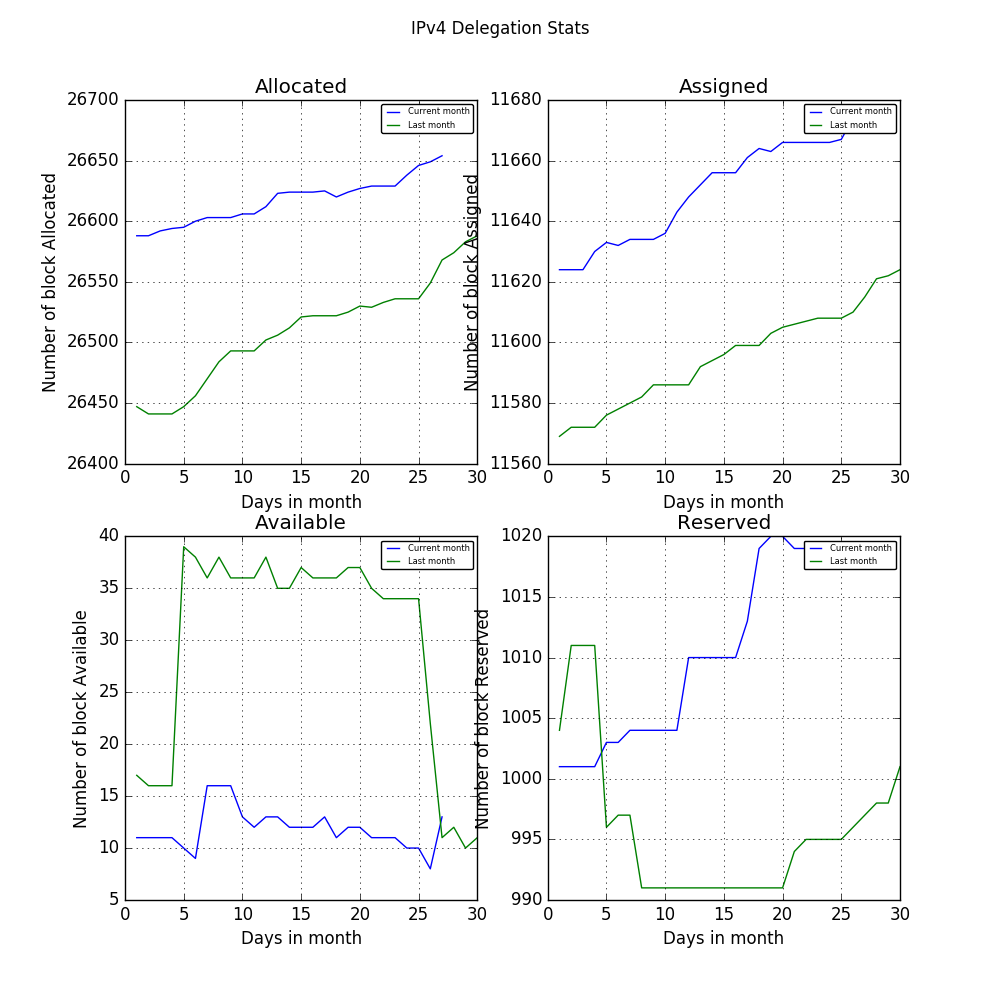 IPv4 Delegation Stats
Allocated
Number of block Allocated
26700
26650
26600
26550
26500
26450
26400
Current month
Last month
0 5 10 15 20 25 30
Days in month
Assigned
Number of block Assigned
11680
11660
11640
11620
11600
11580
11560
Current month
Last month
0 5 10 15 20 25 30
Days in month
Available
Number of block Available
40
35
30
25
20
15
10
5
Current month
Last month
0 5 10 15 20 25 30
Days in month
Reserved
Number of block Reserved
1020
1015
1010
1005
1000
995
990
Current month
Last month
0 5 10 15 20 25 30
Days in month